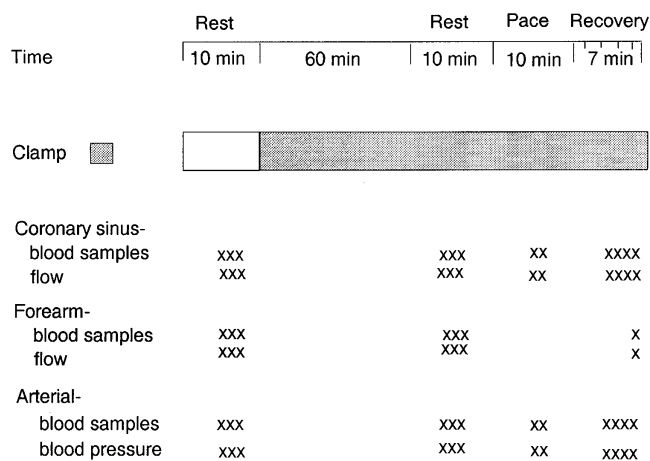 Rest Rest Pace Recovery
Time 10 min 60 min 10 min 10 min 7 min
Clamp
Coronary sinus-
blood samples xxx xxx xx xxxx
flow xxx xxx xx xxxx
Forearm-
blood samples xxx xxx x
flow xxx xxx x
Arterial-
blood samples xxx xxx xx xxxx
blood pressure xxx xxx xx xxxx